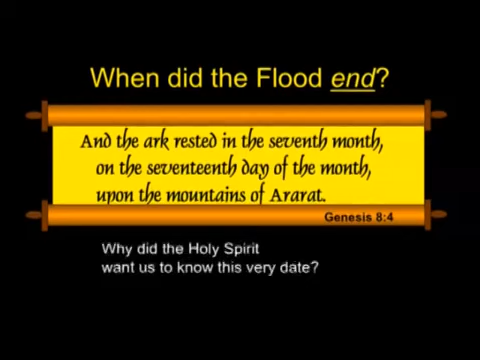 When did the Flood end?
And the ark rested in the seventh month,
on the seventeenth day of the month,
upon the mountains of Ararat.
Genesis 8:4
Why did the Holy Spirit
want us to know this very date?